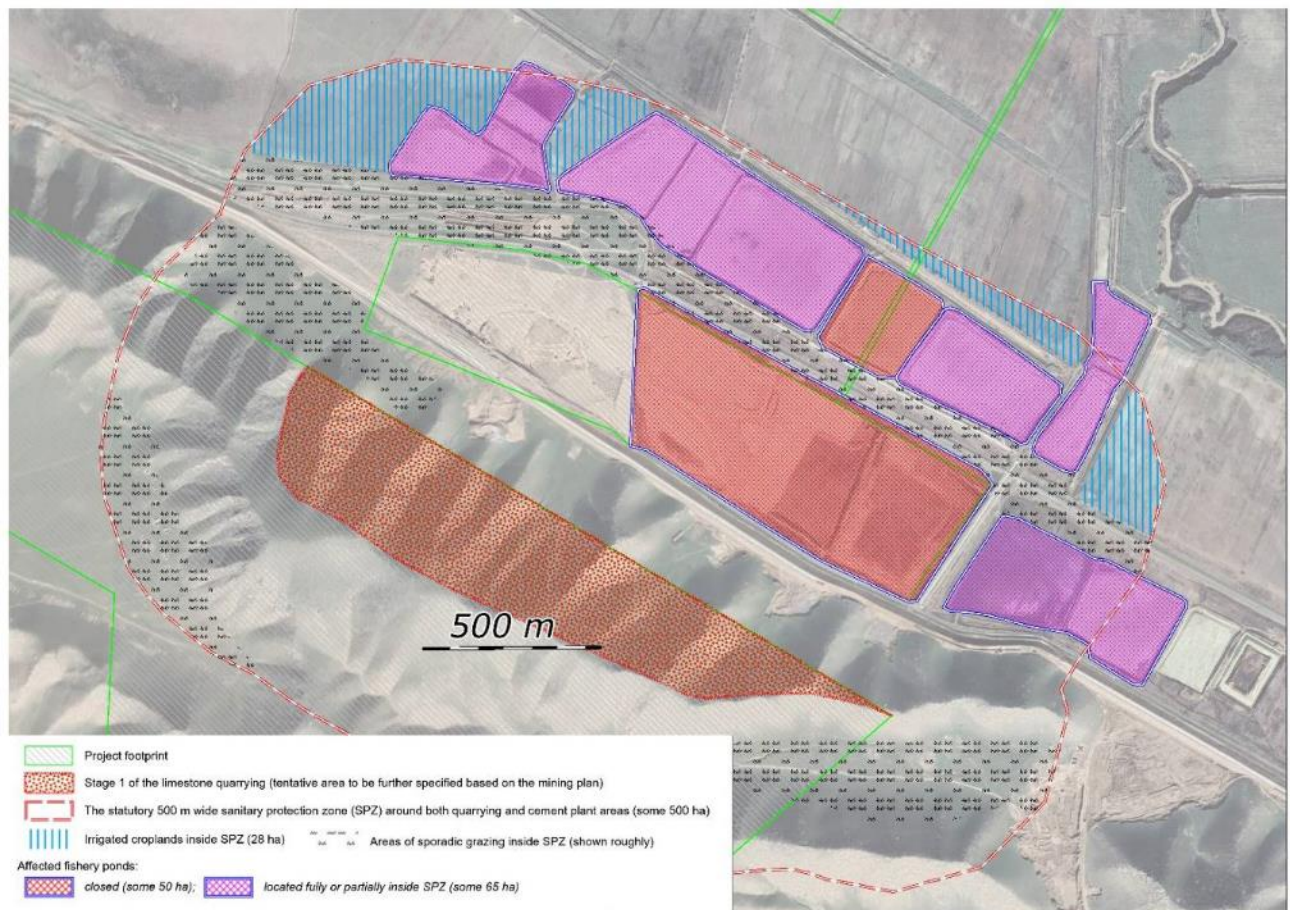 500 m
Project footprint
Stage 1 of the limestone quarrying (tentative area to be further specified based on the mining plan)
The statutory 500 m wide sanitary protection zone (SPZ) around both quarrying and cement plant areas (some 500 ha)
Irrigated croplands inside SPZ (28 ha) Areas of sporadic grazing inside SPZ (shown roughly)
Affected fishery ponds:
closed (some 50 ha); located fully or partially inside SPZ (some 65 ha)